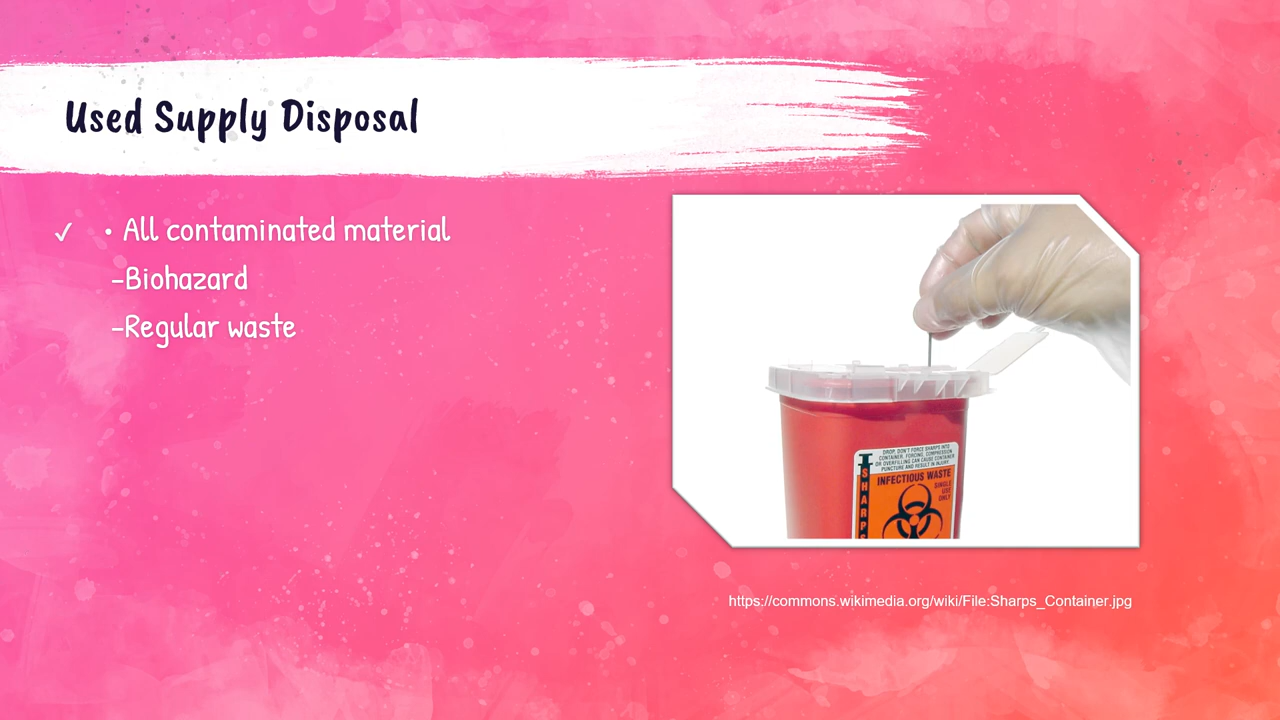 Used Supply Disposal
✓ • All contaminated material
-Biohazard
-Regular waste
DROP, DON'T FORCE SHARPS INTO
CONTAINER. FORCING, COMPRESSION
OR OVERFILLING CAN CAUSE CONTAINER
PUNCTURE AND RESULT IN INJURY.
SHARPS
INFECTIOUS WASTE
SINGLE
USE
ONLY
https://commons.wikimedia.org/wiki/File:Sharps_Container.jpg